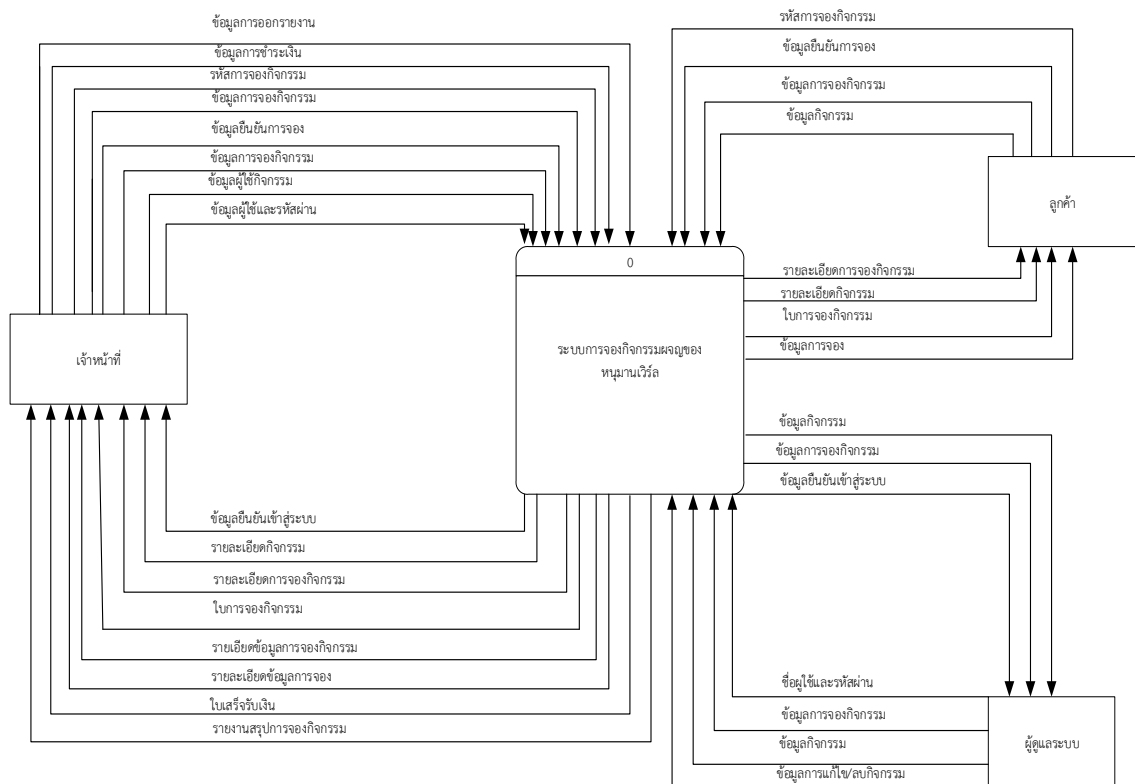 ข้อมูลการออกรายงาน
ข้อมูลการชำระเงิน
รหัสการจองกิจกรรม
ข้อมูลการจองกิจกรรม
ข้อมูลยืนยันการจอง
ข้อมูลการจองกิจกรรม
ข้อมูลผู้ใช้กิจกรรม
ข้อมูลผู้ใช้และรหัสผ่าน
รหัสการจองกิจกรรม
ข้อมูลยืนยันการจอง
ข้อมูลการจองกิจกรรม
ข้อมูลกิจกรรม
ลูกค้า
0
ระบบการจองกิจกรรมผจญของ
หนุมานเวิร์ล
เจ้าหน้าที่
รายละเอียดการจองกิจกรรม
รายละเอียดกิจกรรม
ใบการจองกิจกรรม
ข้อมูลการจอง
ข้อมูลกิจกรรม
ข้อมูลการจองกิจกรรม
ข้อมูลยืนยันเข้าสู่ระบบ
ข้อมูลยืนยันเข้าสู่ระบบ
รายละเอียดกิจกรรม
รายละเอียดการจองกิจกรรม
ใบการจองกิจกรรม
รายเอียดข้อมูลการจองกิจกรรม
รายละเอียดข้อมูลการจอง
ใบเสร็จรับเงิน
รายงานสรุปการจองกิจกรรม
ชื่อผู้ใช้และรหัสผ่าน
ข้อมูลการจองกิจกรรม
ข้อมูลกิจกรรม
ข้อมูลการแก้ไข/ลบกิจกรรม
ผู้ดูแลระบบ